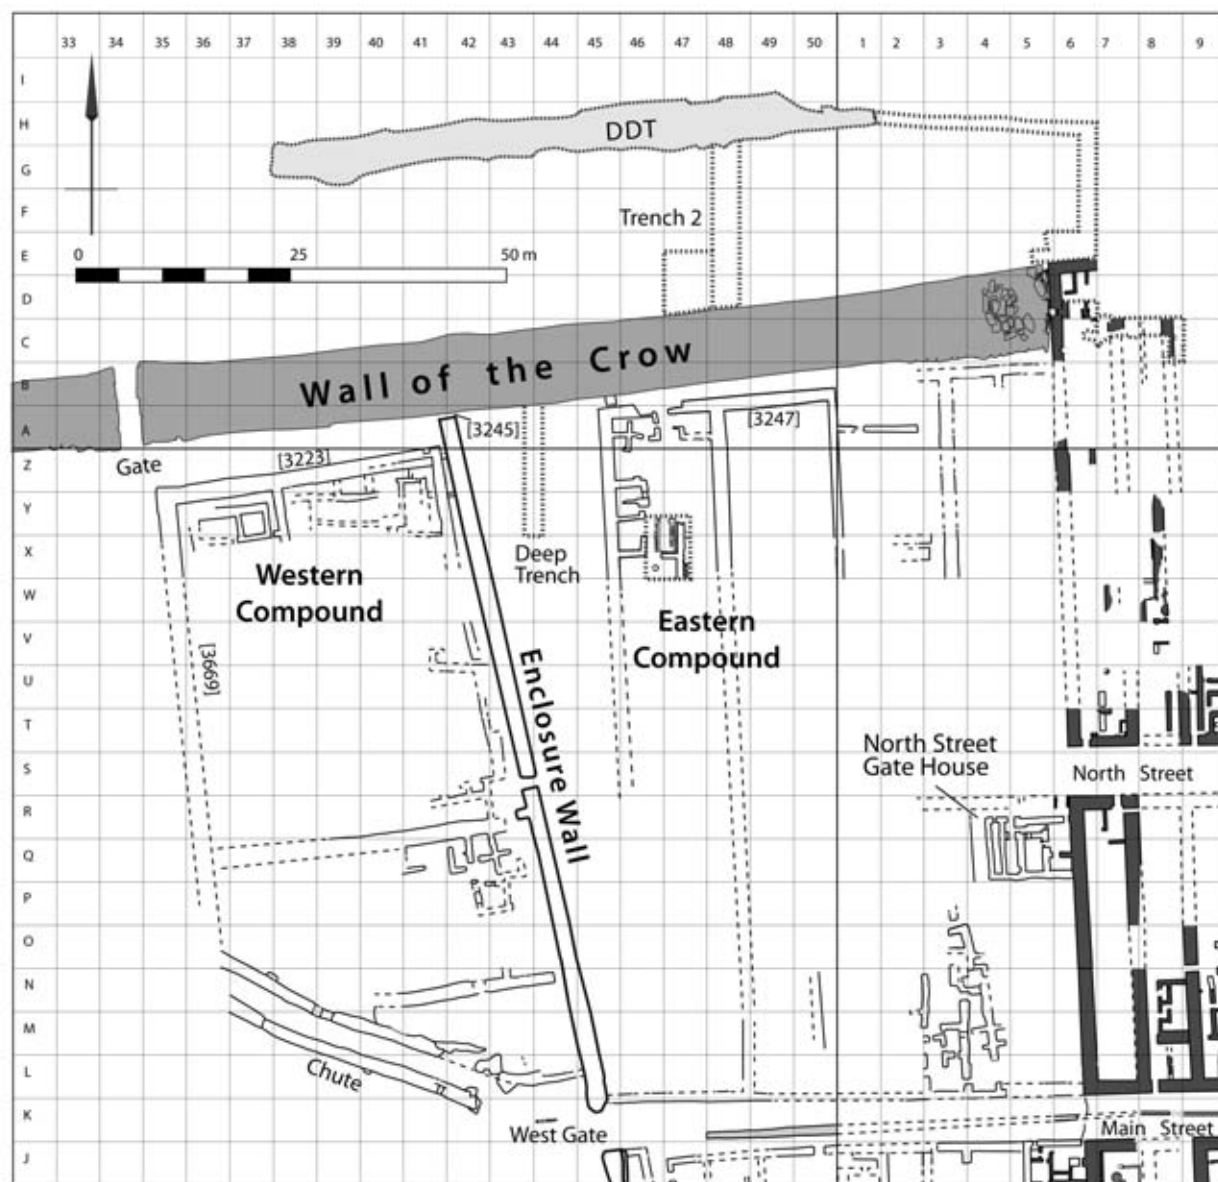 33 34 35 36 37 38 39 40 41 42 43 44 45 46 47 48 49 50 1 2 3 4 5 6 7 8 9
I
H
DDT
G
F
Trench 2
E
0 25 50 m
D
C
Wall of the Crow
B
A
[3245]
[3247]
Gate
[3223]
Z
Y
X
Deep
Trench
Western
Compound
W
Eastern
Compound
V
Enclosure Wall
[3669]
U
T
North Street
Gate House
S
North Street
R
Q
P
O
N
M
L
Chute
K
West Gate
Main Street
J